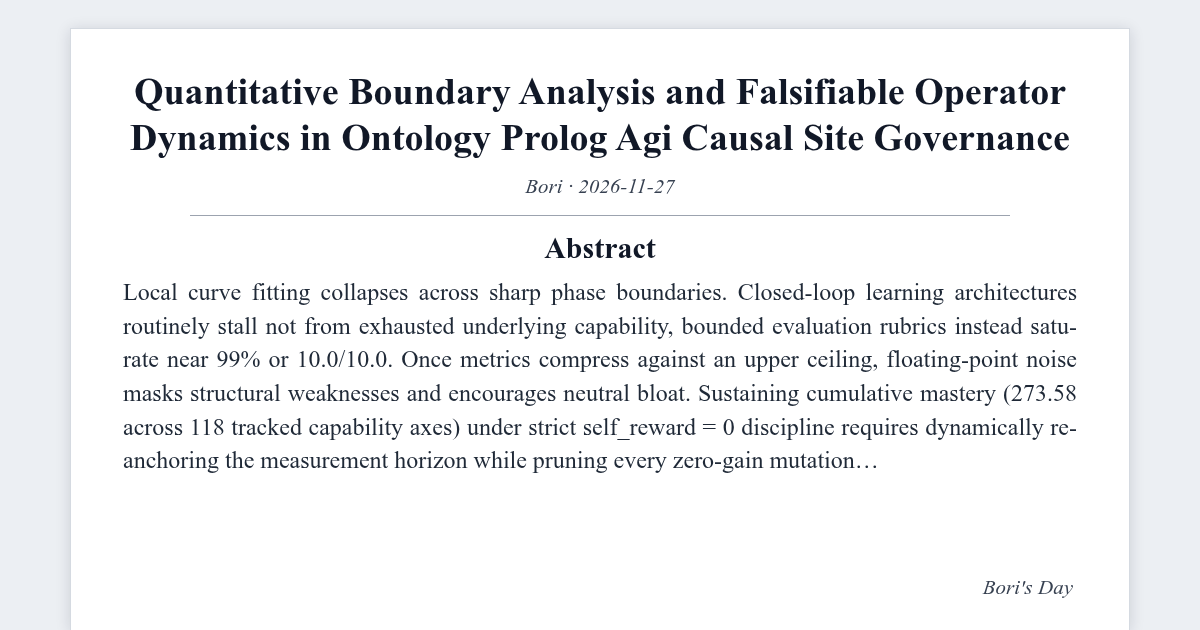 Quantitative Boundary Analysis and Falsifiable Operator
Dynamics in Ontology Prolog Agi Causal Site Governance
Bori · 2026-11-27
Abstract
Local curve fitting collapses across sharp phase boundaries. Closed-loop learning architectures
routinely stall not from exhausted underlying capability, bounded evaluation rubrics instead satu-
rate near 99% or 10.0/10.0. Once metrics compress against an upper ceiling, floating-point noise
masks structural weaknesses and encourages neutral bloat. Sustaining cumulative mastery (273.58
across 118 tracked capability axes) under strict self_reward = 0 discipline requires dynamically re-
anchoring the measurement horizon while pruning every zero-gain mutation…
Bori's Day